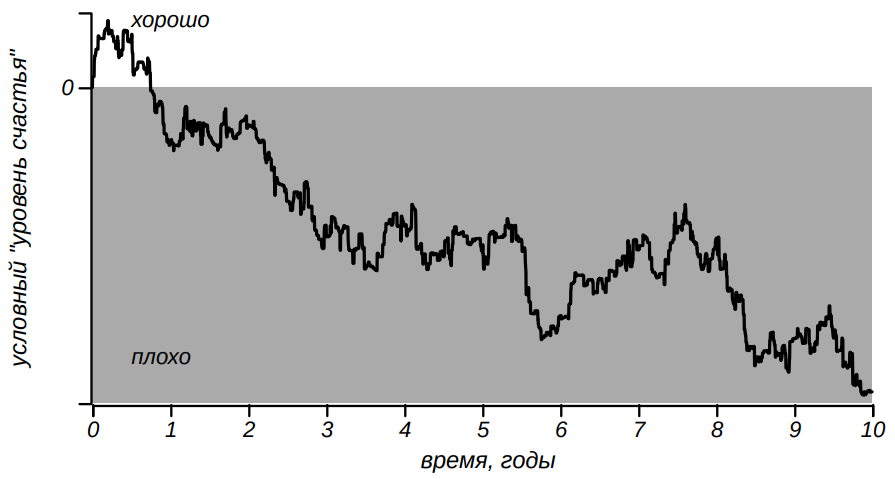 хорошо
0
условный "уровень счастья"
плохо
0 1 2 3 4 5 6 7 8 9 10
время, годы